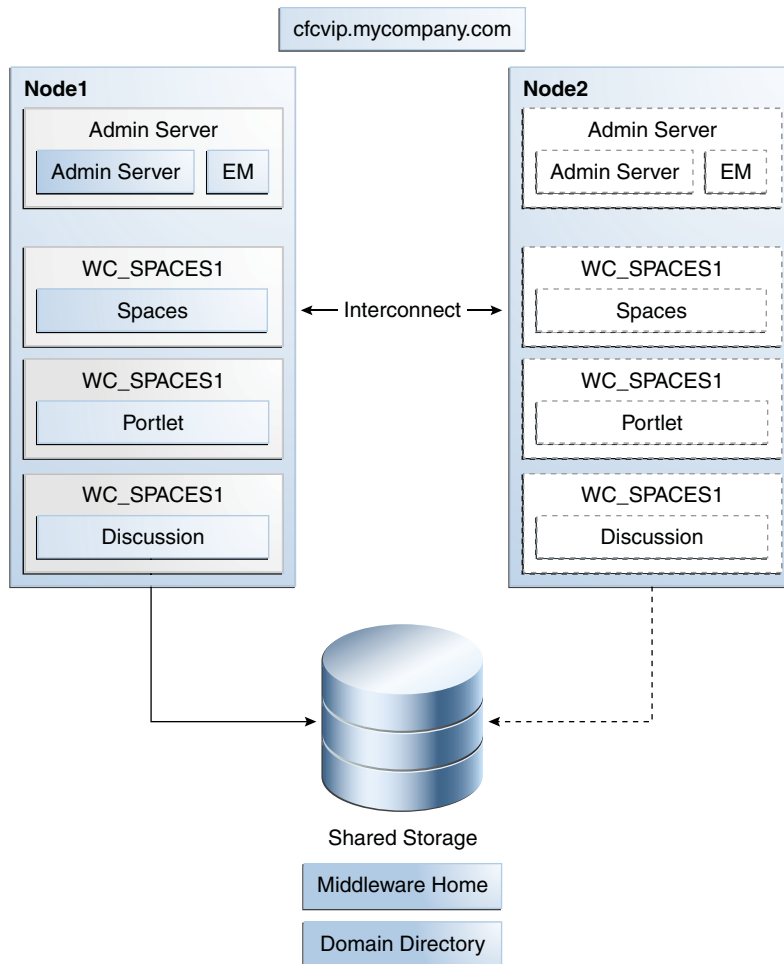 cfcvip.mycompany.com
Node1
Admin Server
Admin Server
EM
WC_SPACES1
Spaces
WC_SPACES1
Portlet
WC_SPACES1
Discussion
Interconnect
Node2
Admin Server
Admin Server
EM
WC_SPACES1
Spaces
WC_SPACES1
Portlet
WC_SPACES1
Discussion
Shared Storage
Middleware Home
Domain Directory